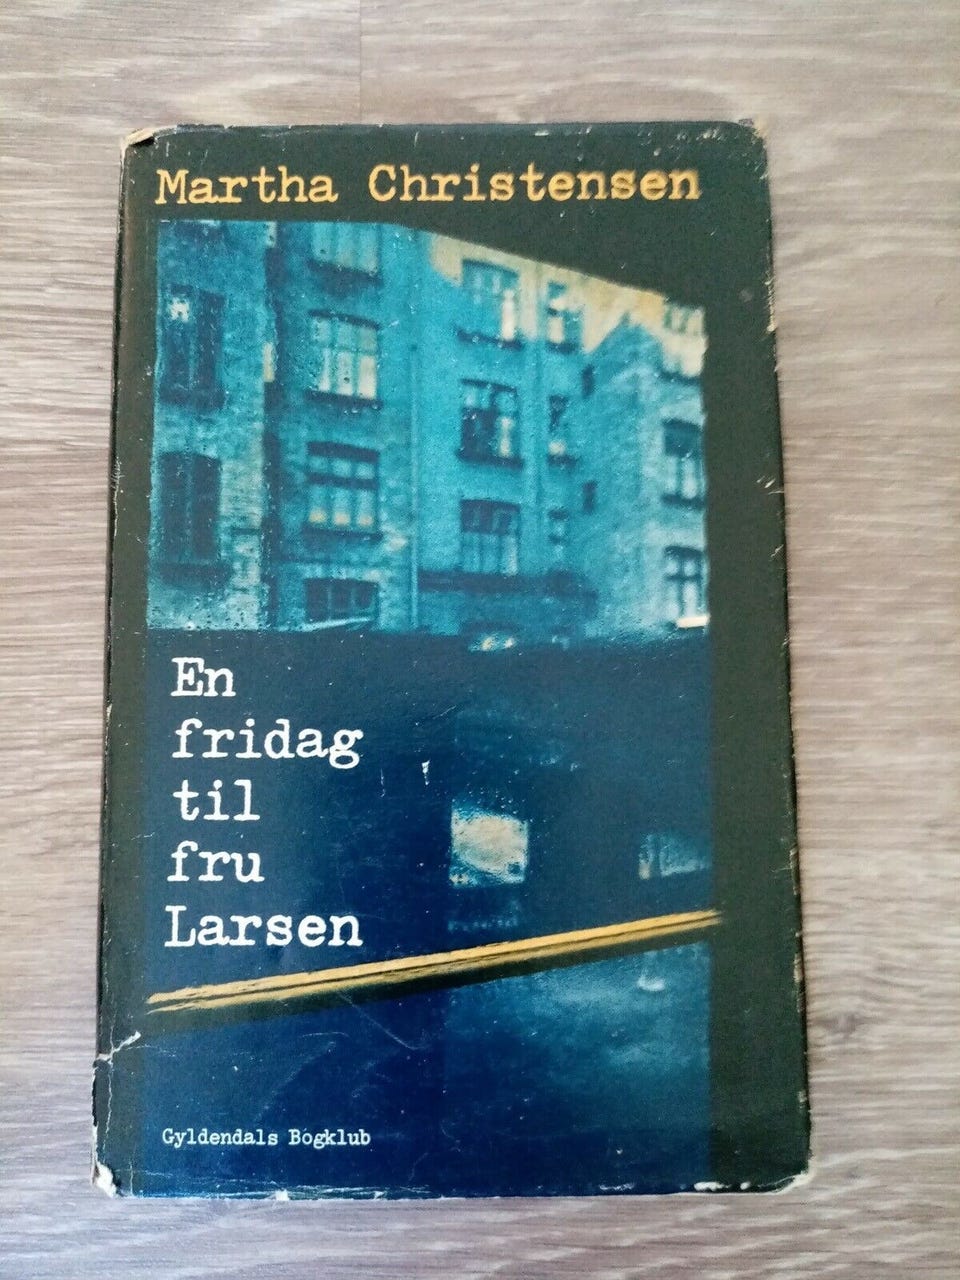 Martha Christensen
En
fridag
til
fru
Larsen
Gyldendals Bogklub